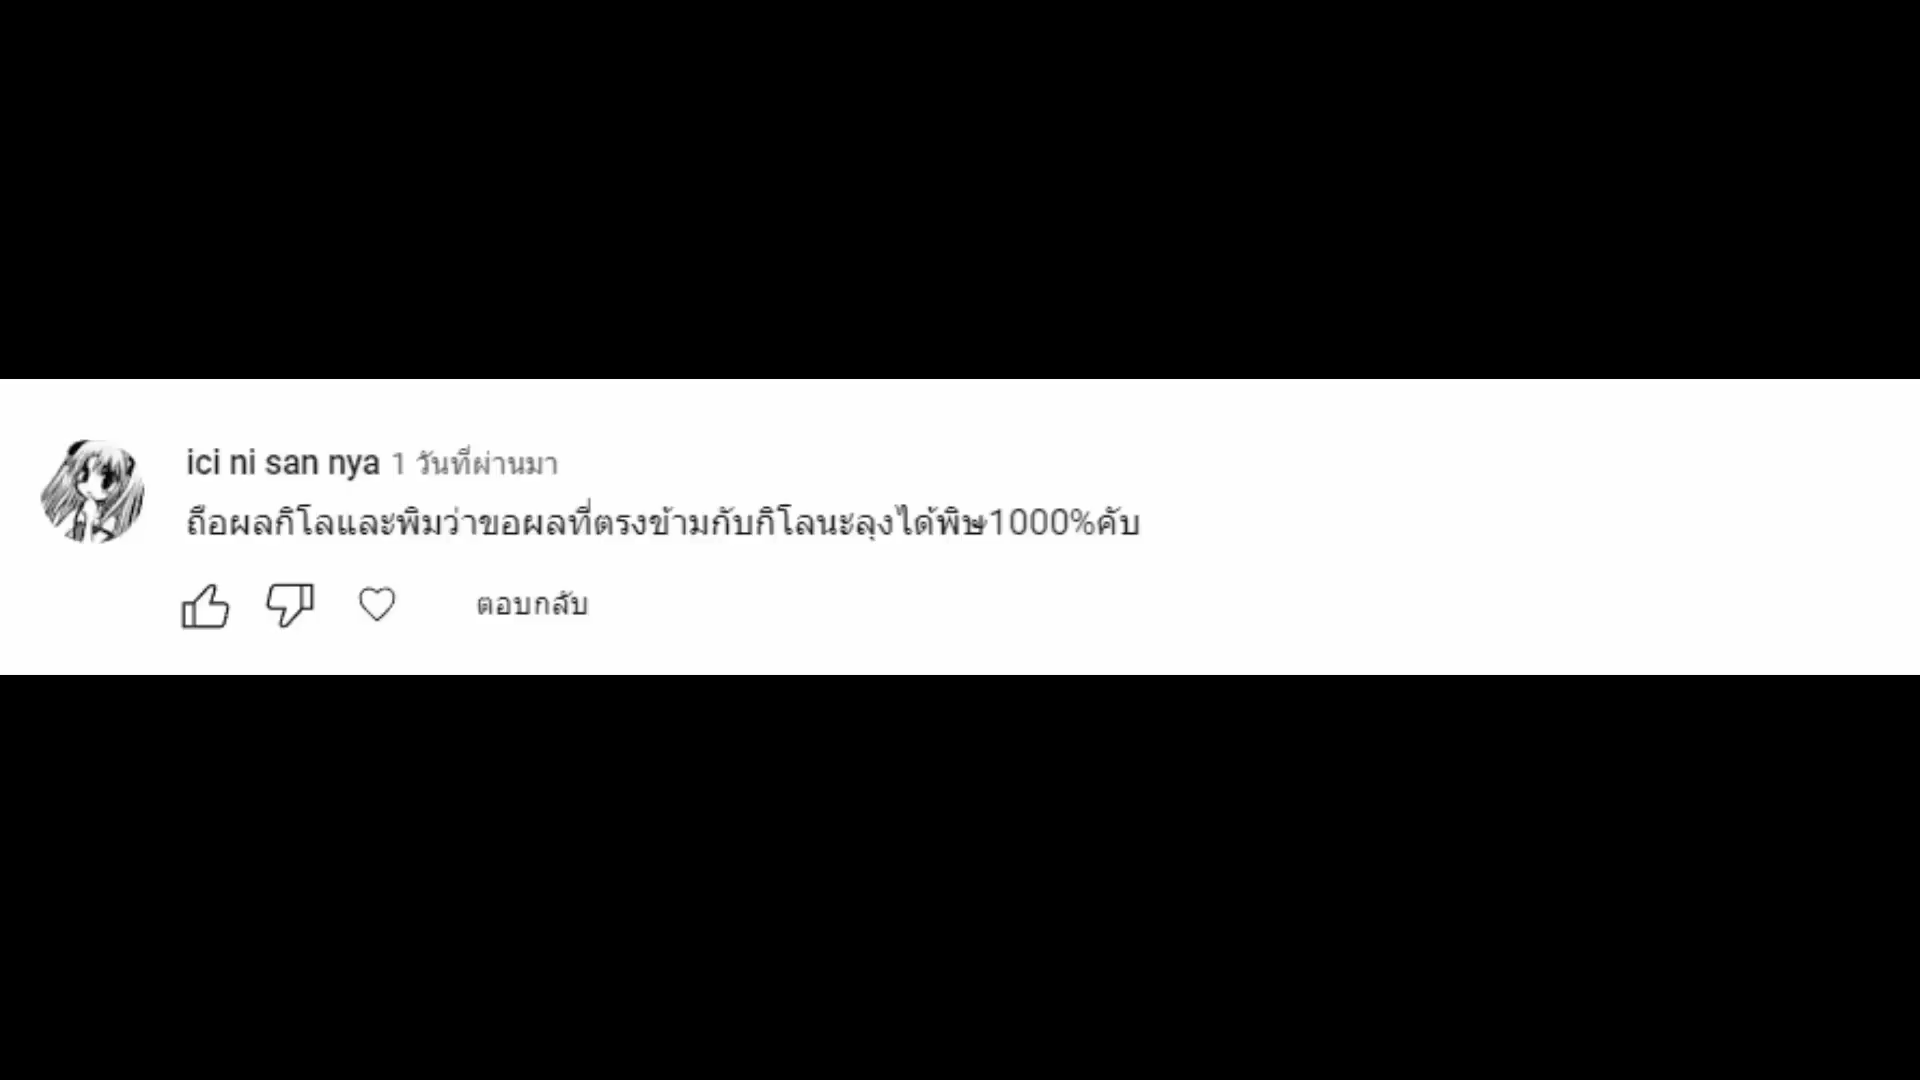 ici ni san nya 1 วันที่ผ่านมา
ถือผลกิโลและพิมว่าขอผลที่ตรงข้ามกับกิโลนะลุงได้พิษ1000%คับ
ตอบกลับ